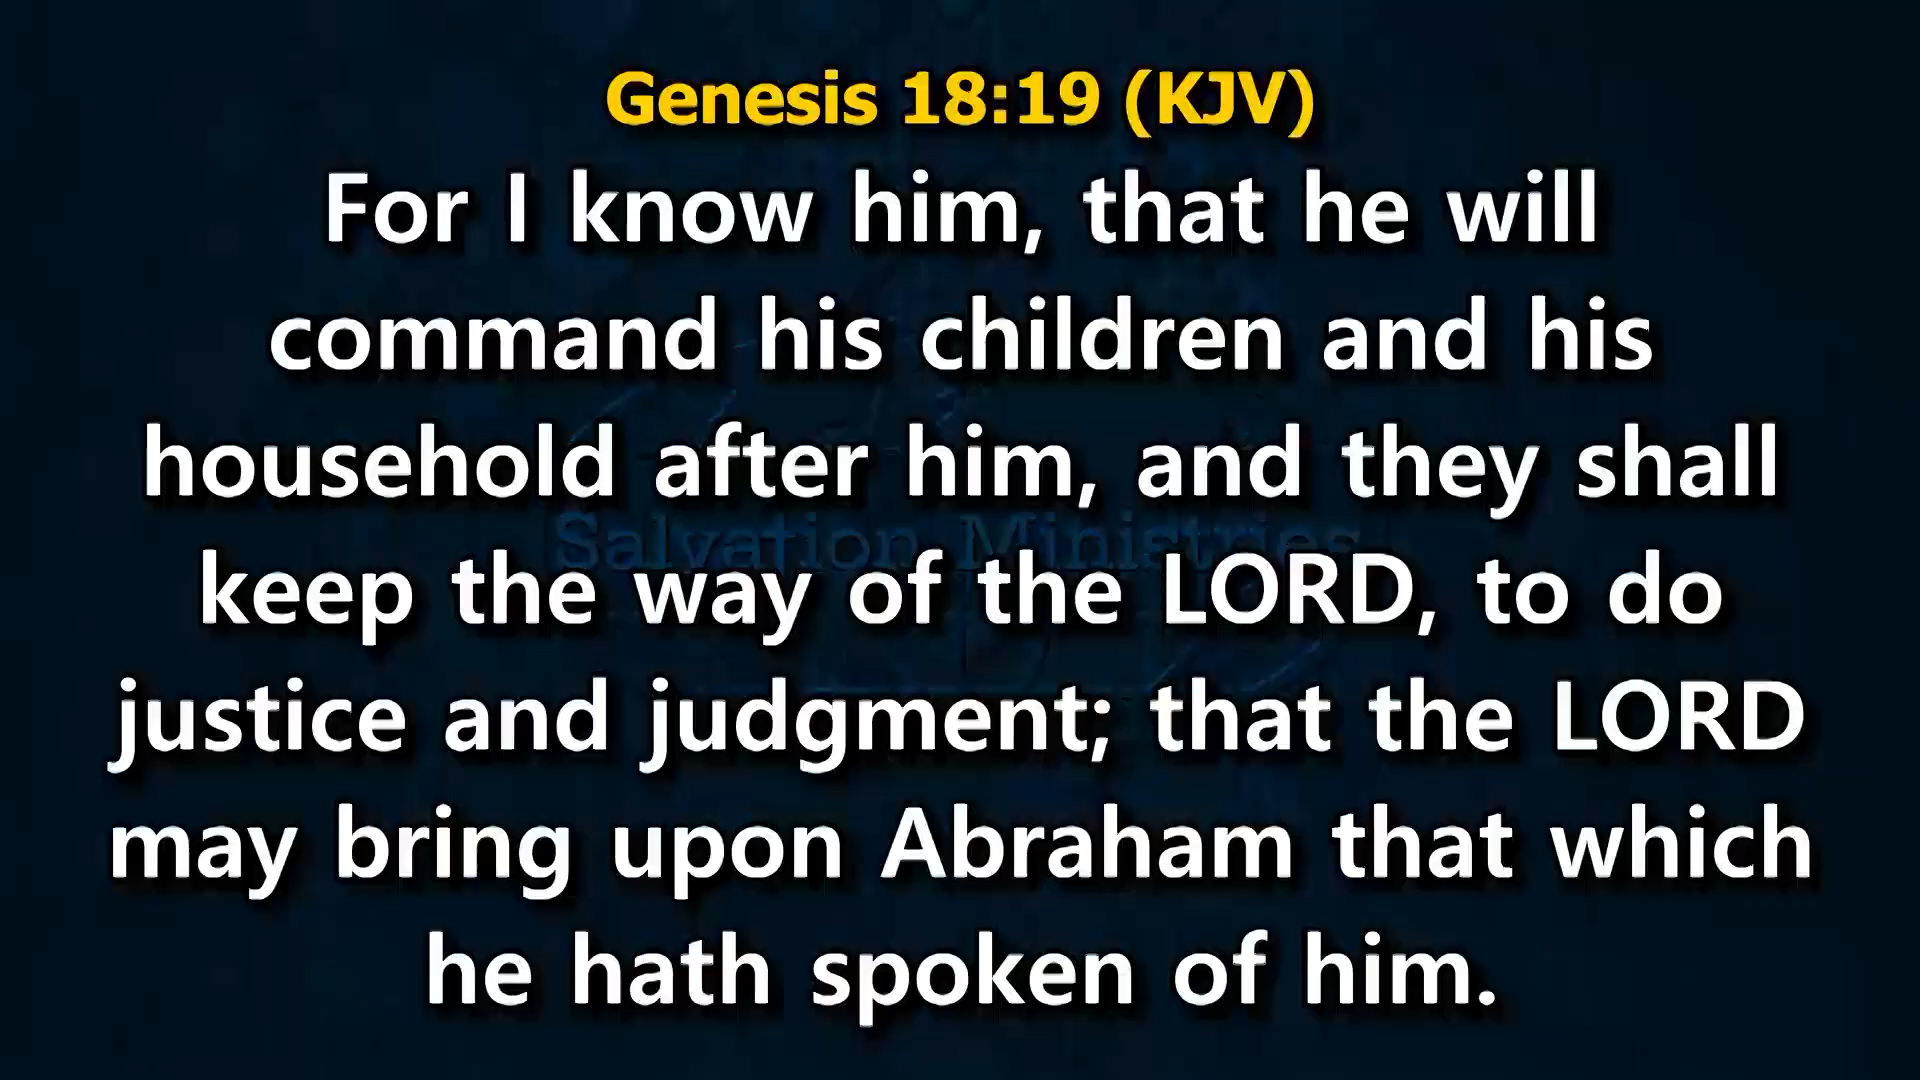 Genesis 18:19 (KJV)
For I know him, that he will
command his children and his
household after him, and they shall
Salvation Ministries
keep the way of the LORD, to do
justice and judgment; that the LORD
may bring upon Abraham that which
he hath spoken of him.